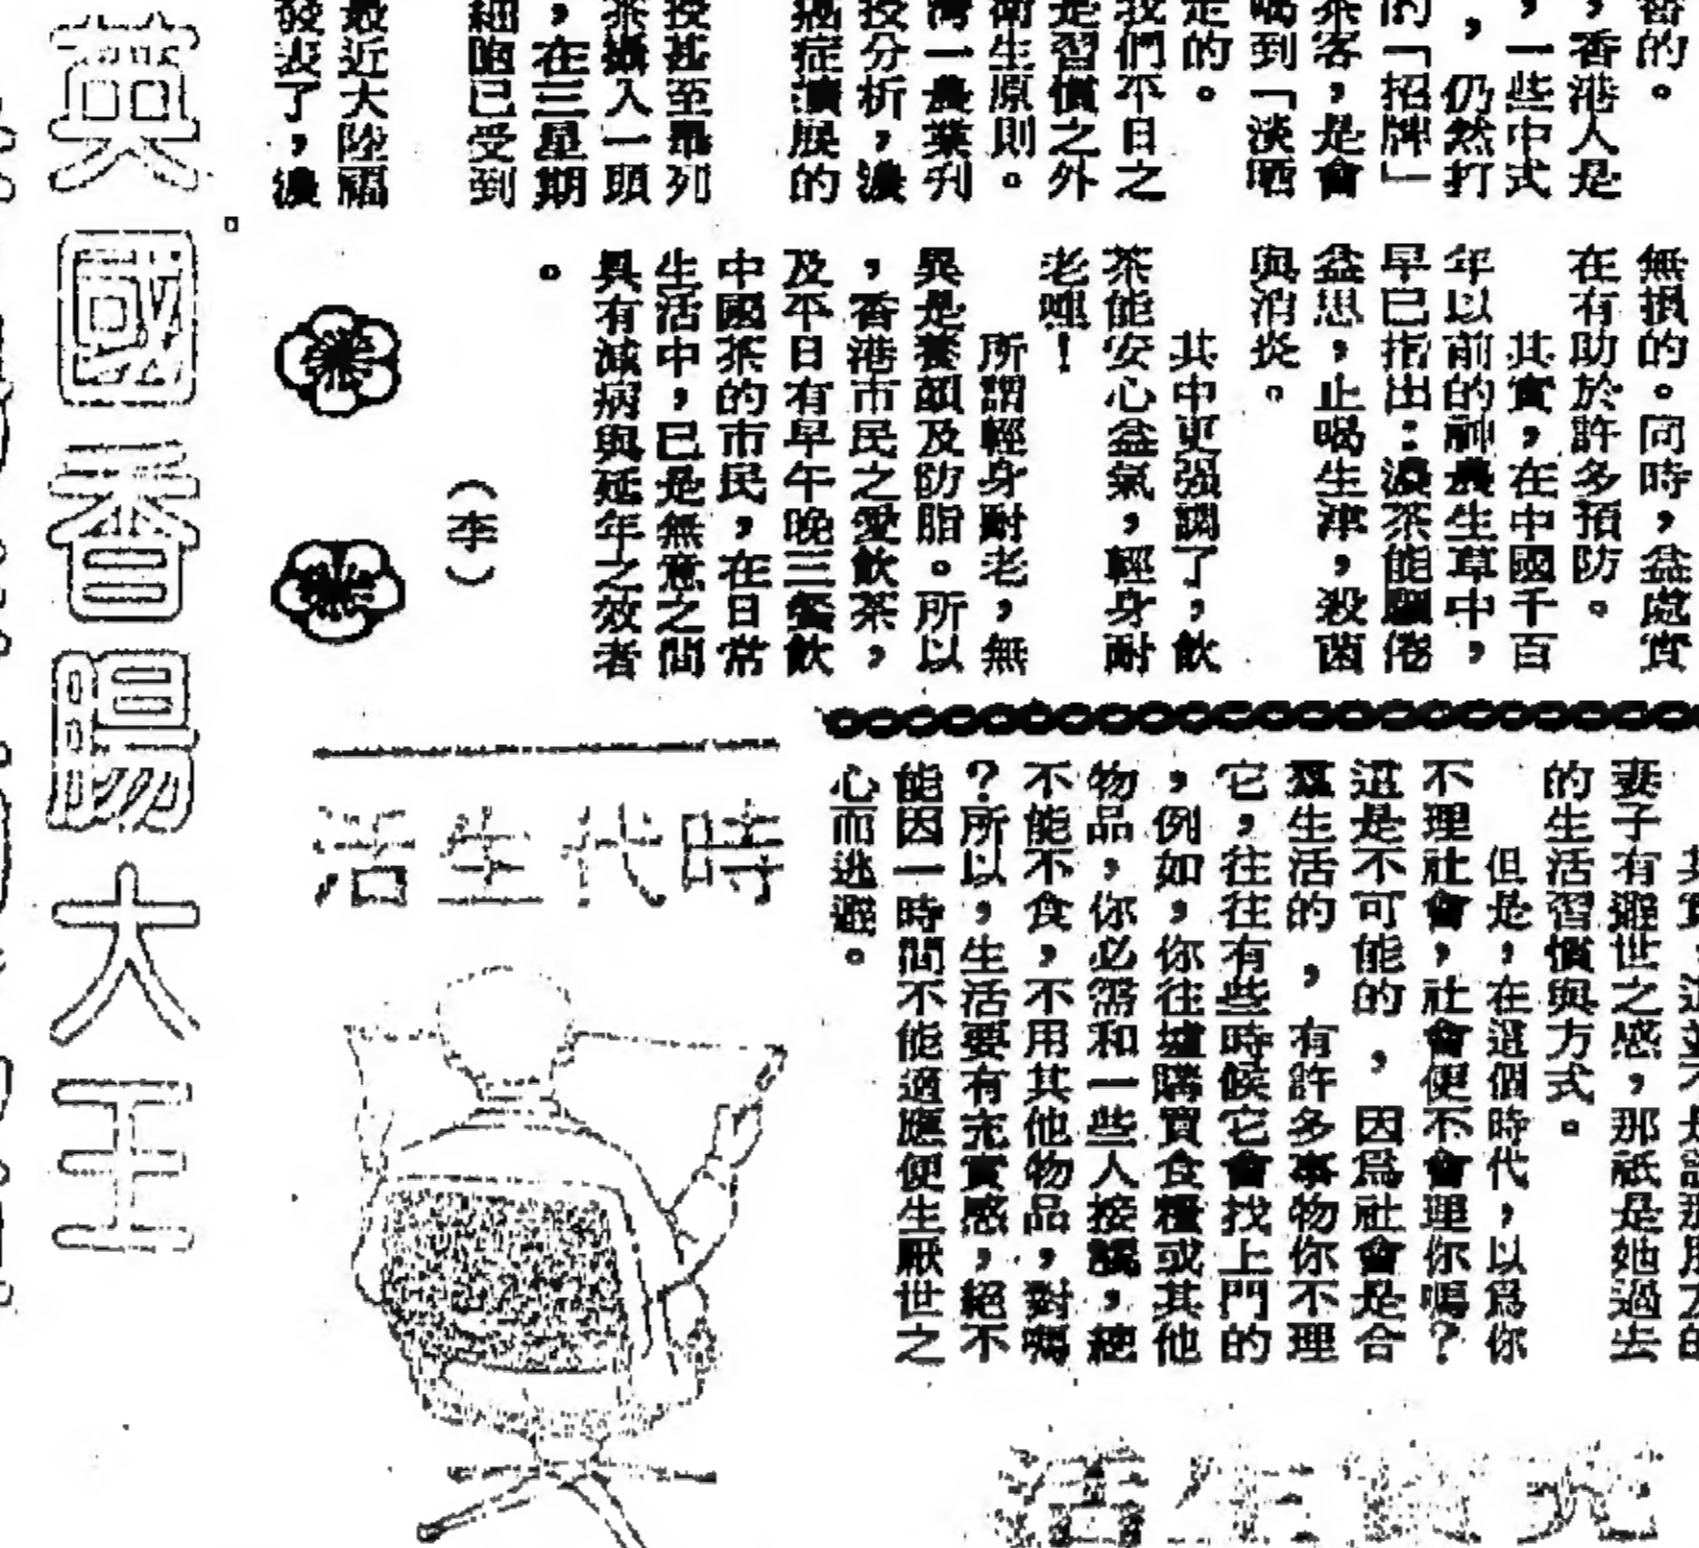 ，香港人是
，一些中式
，仍然打
的「招牌」
茶客，是會
喝到「淡晒
走的。
我們不日之
是習慣之外
衛生原則。
灣一農業刋
投分析，濃
癌症擴展的
授甚至舉列
茶攝入一頭
，在三星期
細胞已受到
最近大陸福
發表了，濃
無損的。同時，益處實
在有助於許多預防。
其實，在中國千百
年以前的神農生草中，
早已指出：濃茶能驅倦
益思，止喝生津，殺菌
與消炎。
其中更强調了，飲
茶能安心益氣，輕身耐
老哩！
所謂輕身耐老，無
異是養顏及防脂。所以
，香港市民之愛飲茶，
及平日有早午晚三餐飲
中國茶的市民，在日常
生活中，已是無意之間
具有減病與延年之效者
。
（李）
妻子有避世之感，那祇是她過去
的生活習慣與方式。
但是，在這個時代，以爲你
不理社會，社會便不會理你嗎？
這是不可能的，因爲社會是合
羣生活的，有許多事物你不理
它，往往有些時候它會找上門的
，例如，你往墟購買食糧或其他
物品，你必需和一些人接觸，總
不能不食，不用其他物品，對嗎
？所以，生活要有充實感，絕不
能因一時間不能適應便生厭世之
心而逃避。
時代生活
英國香腸大王